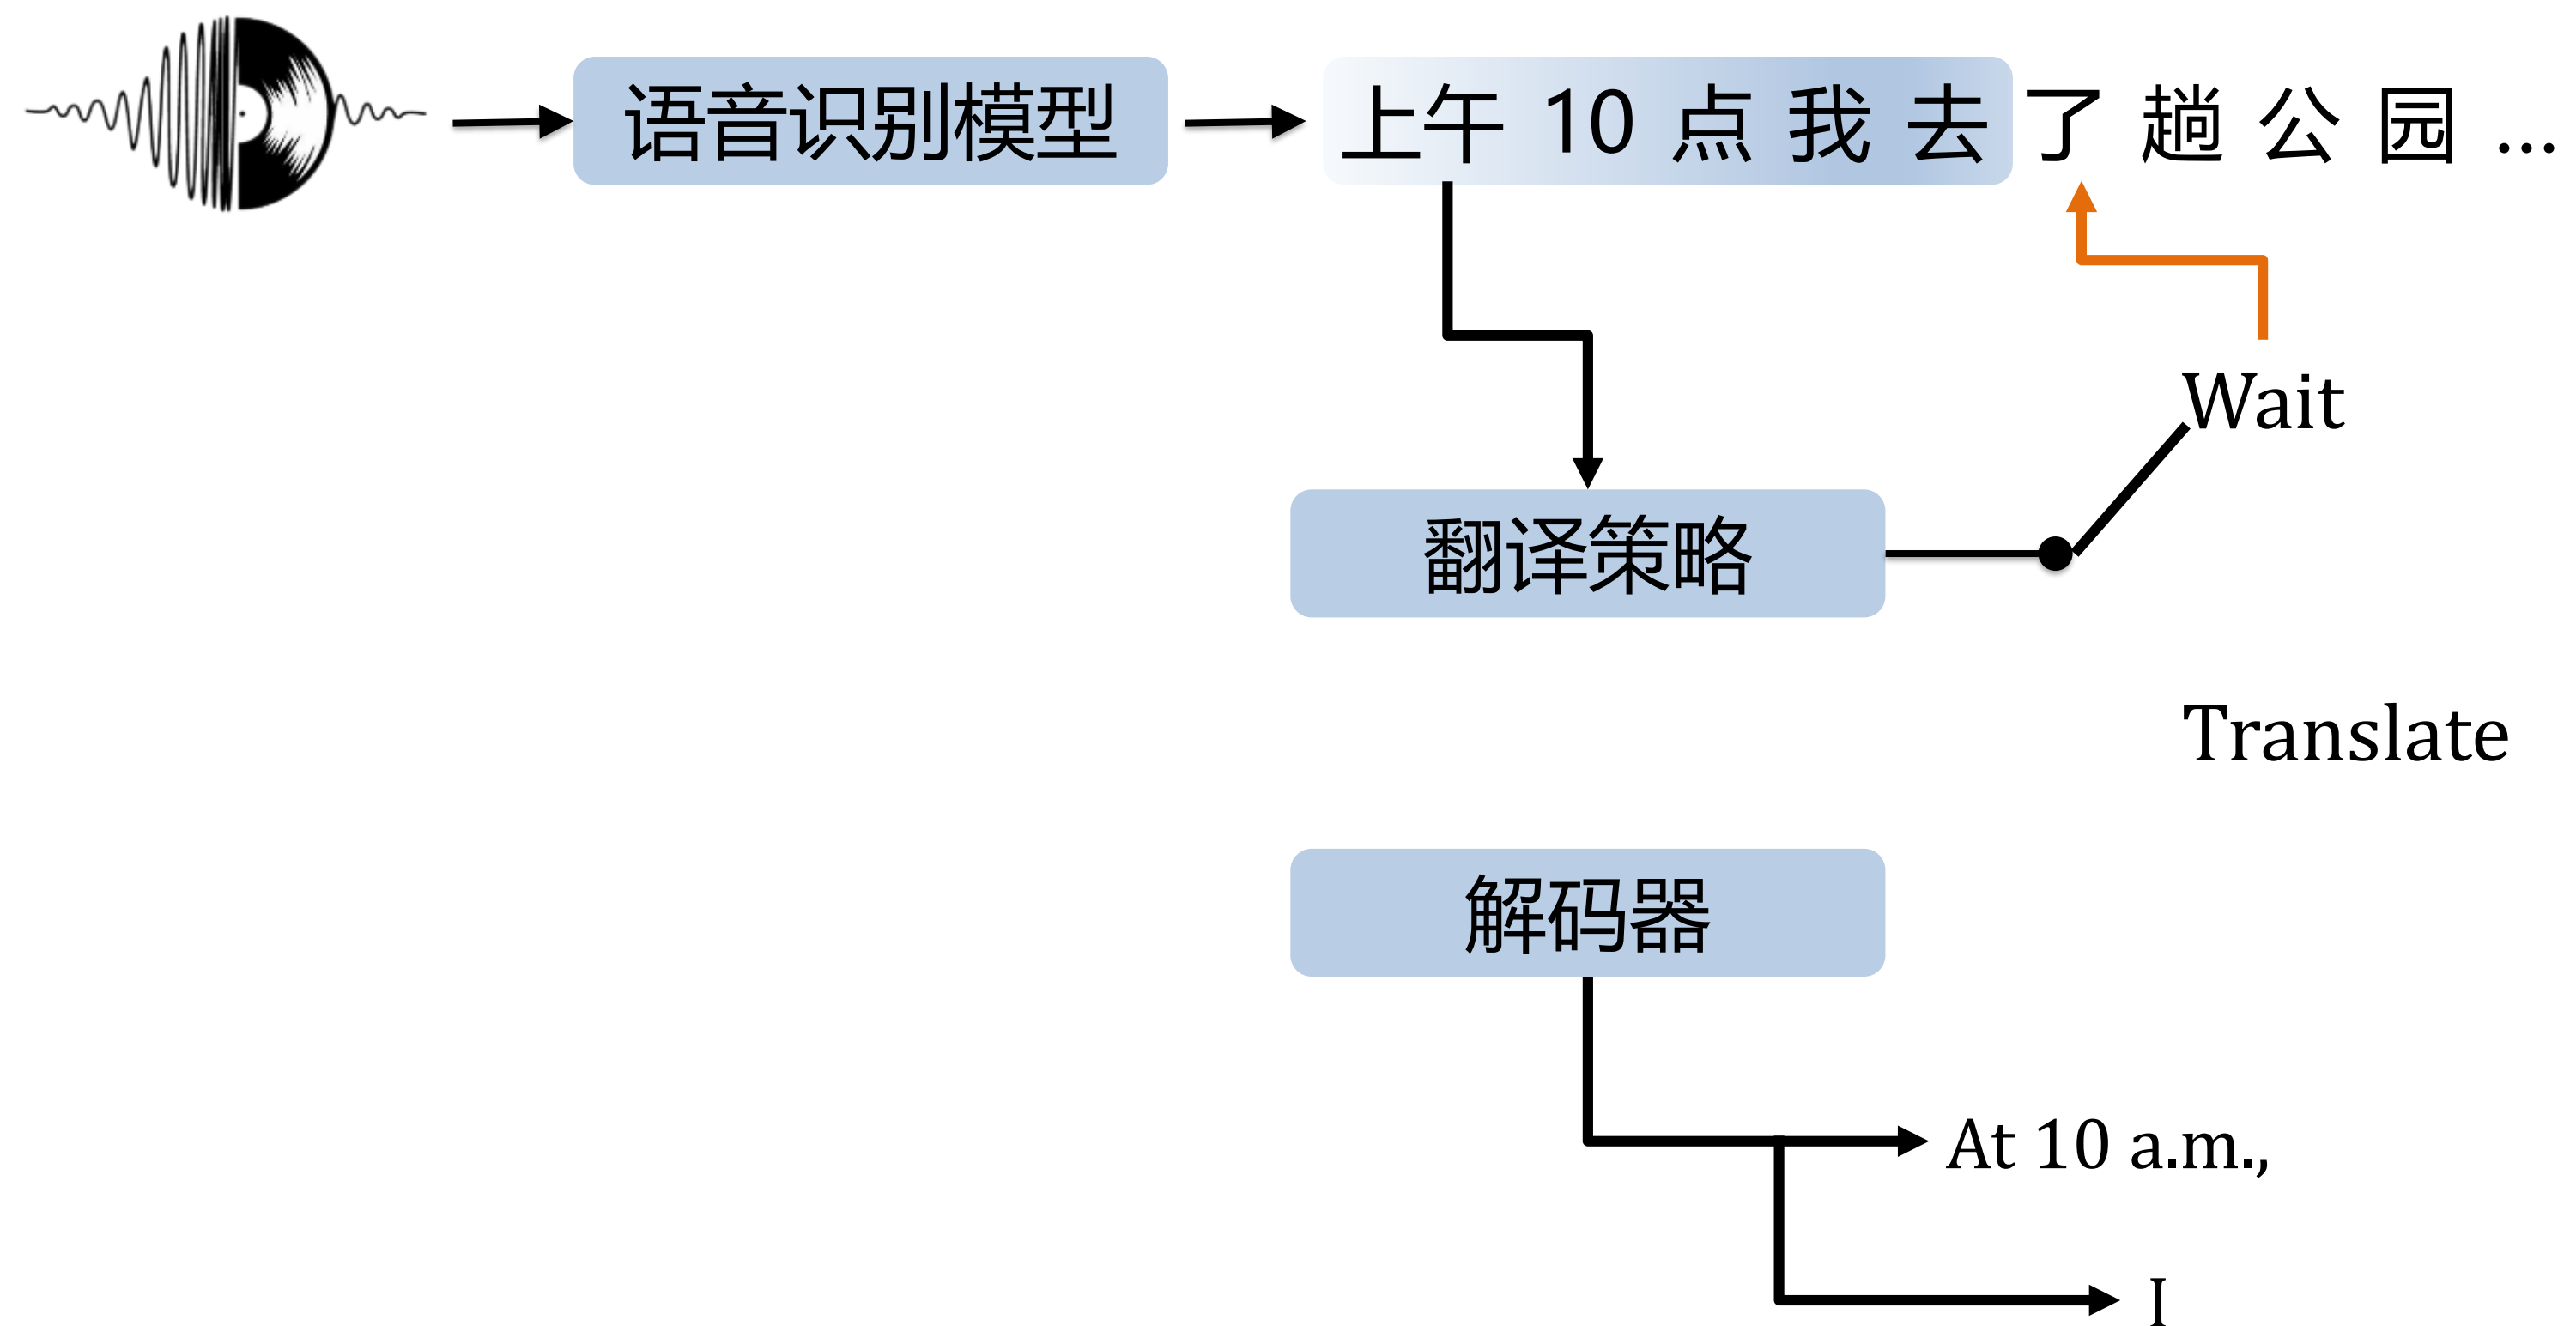 语音识别模型
上午 10 点 我 去 了 趟 公 园 ...
Wait
翻译策略
Translate
解码器
At 10 a.m.,
I